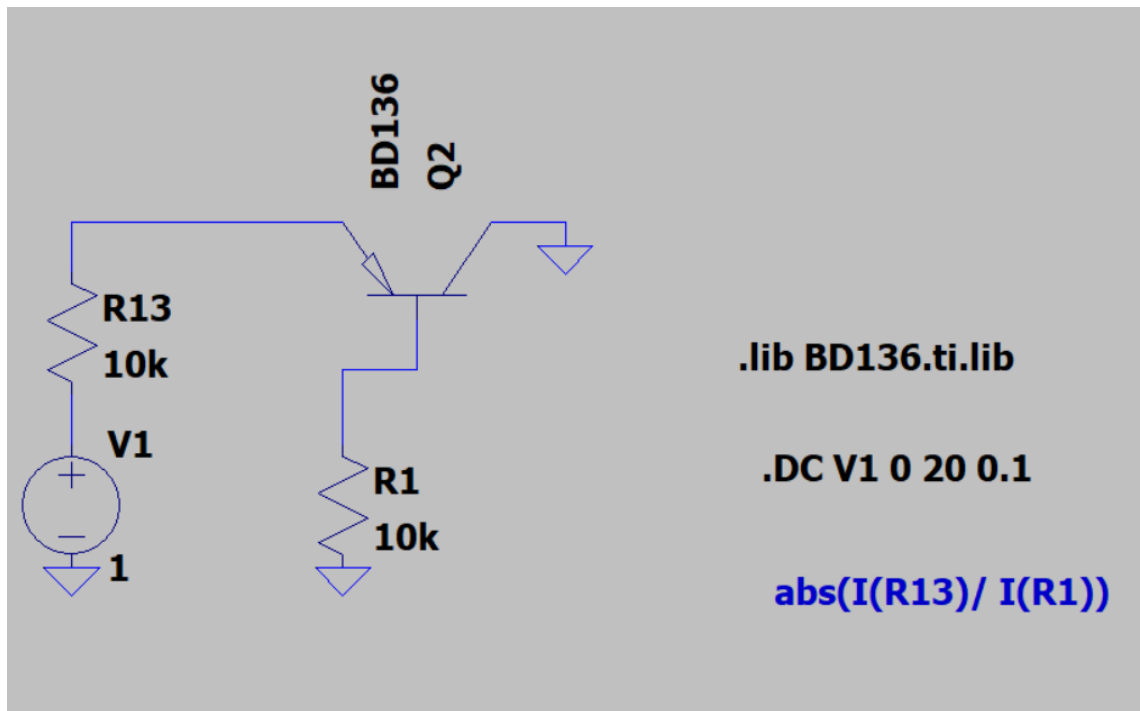 BD136
Q2
R13
10k
V1
1
R1
10k
.lib BD136.ti.lib
.DC V1 0 20 0.1
abs(I(R13)/ I(R1))